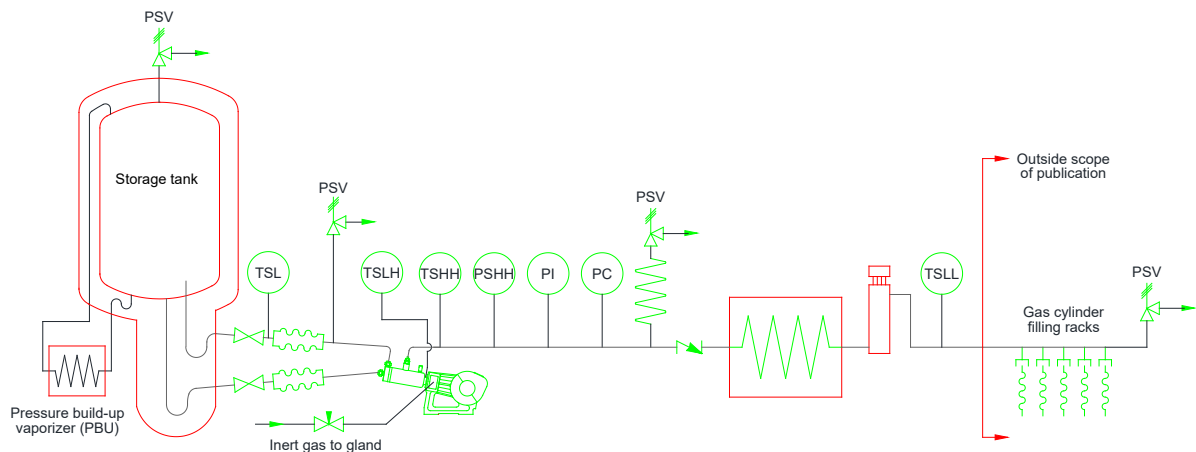 PSV
Storage tank
Pressure build-up
vaporizer (PBU)
TSL
PSV
TSLH
TSHH
PSHH
PI
PC
PSV
Inert gas to gland
TSLL
Outside scope
of publication
Gas cylinder
filling racks
PSV